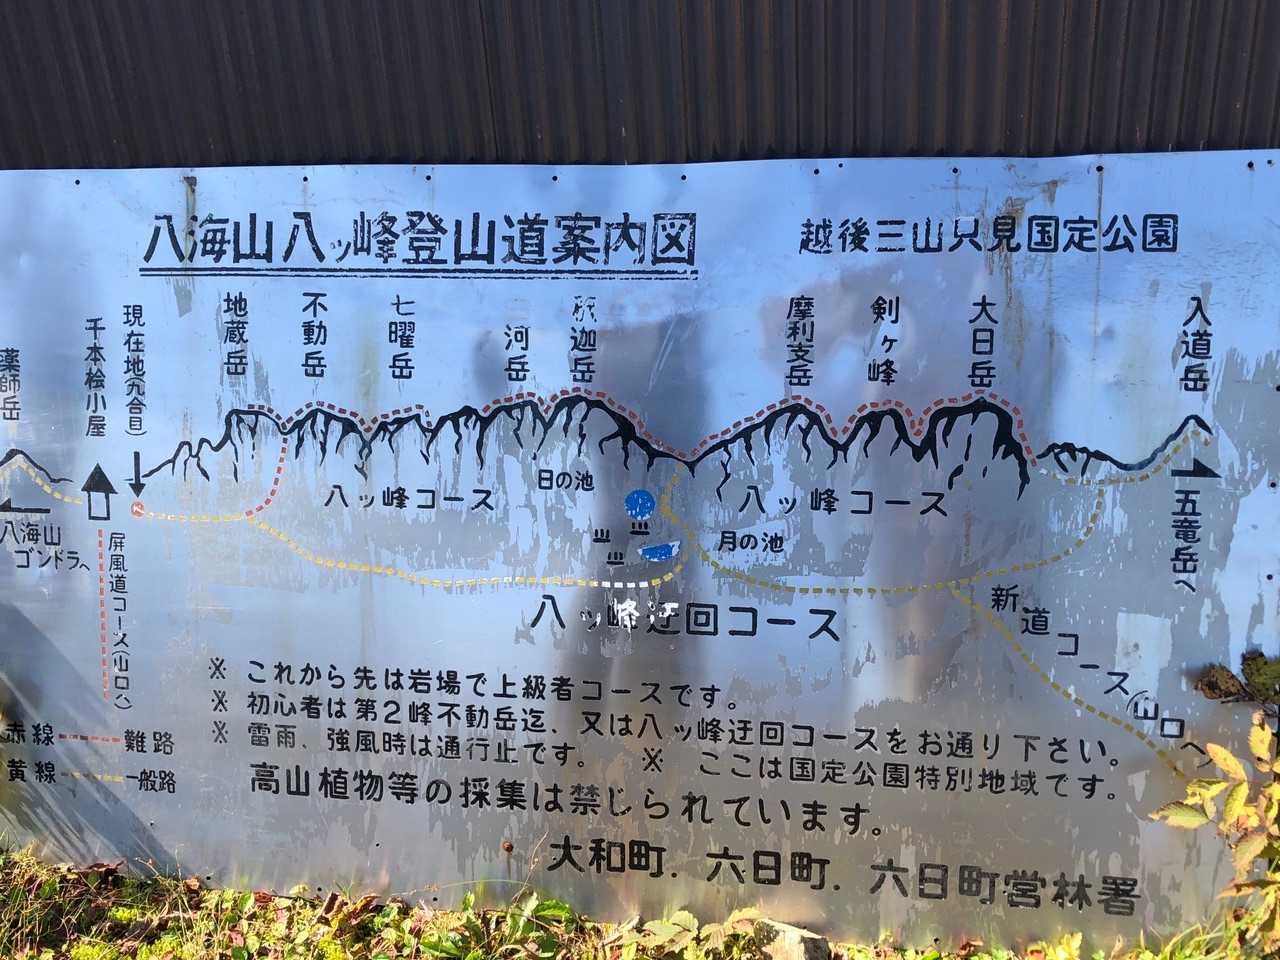 八海山八ッ峰登山道案内図
越後三山只見国定公園
薬師岳
千本桧小屋
現在地(九合目)
地蔵岳
不動岳
七曜岳
河岳
釈迦岳
摩利支岳
剣ヶ峰
大日岳
入道岳
八ッ峰コース
日の池
八ッ峰コース
月の池
五竜岳へ
八海山
ゴンドラへ
屏風道コース(山口へ)
八ッ峰迂回コース
新道コース(山口へ)
※ これから先は岩場で上級者コースです。
※ 初心者は第2峰不動岳迄、又は八ッ峰迂回コースをお通り下さい。
※ 雷雨、強風時は通行止です。 ※ ここは国定公園特別地域です。
高山植物等の採集は禁じられています。
赤線 難路
黄線 一般路
大和町. 六日町. 六日町営林署